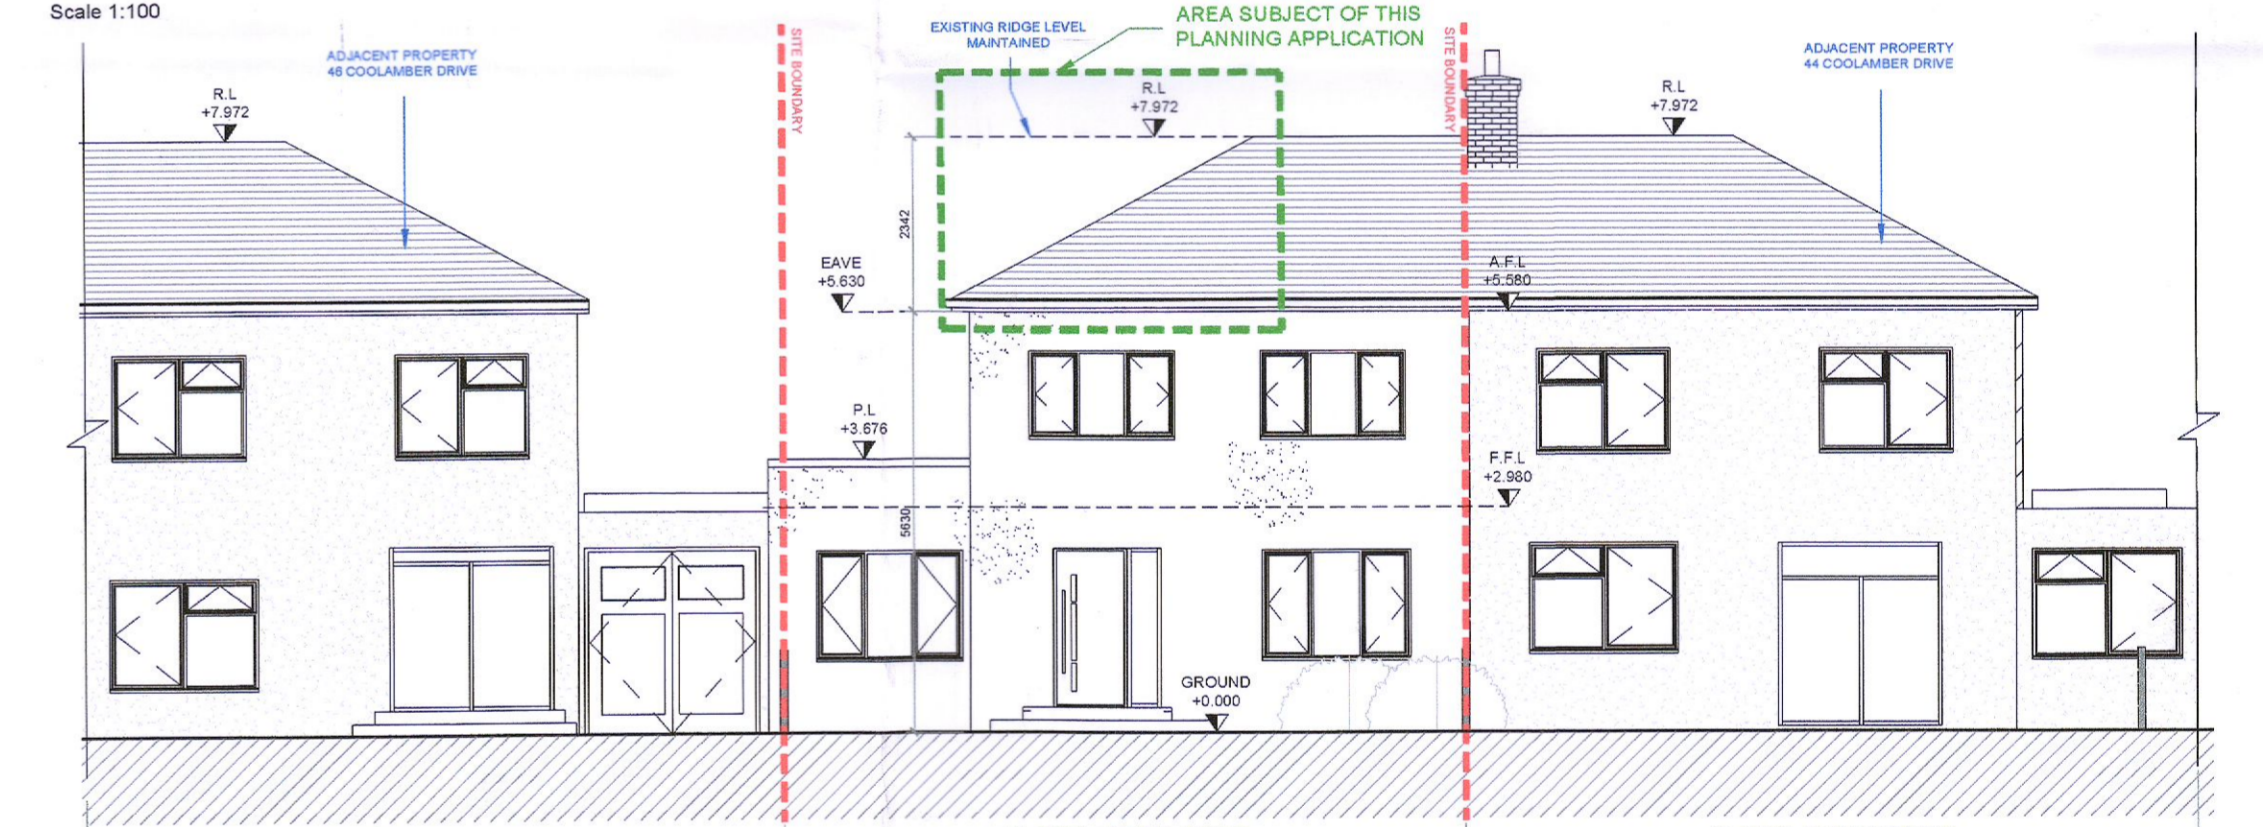 Scale 1:100
AREA SUBJECT OF THIS
PLANNING APPLICATION
EXISTING RIDGE LEVEL
MAINTAINED
ADJACENT PROPERTY
46 COOLAMBER DRIVE
SITE BOUNDARY
SITE BOUNDARY
ADJACENT PROPERTY
44 COOLAMBER DRIVE
R.L
+7.972
R.L
+7.972
R.L
+7.972
2342
EAVE
+5.630
A.F.L
+5.580
P.L
+3.676
F.F.L
+2.980
5630
GROUND
+0.000